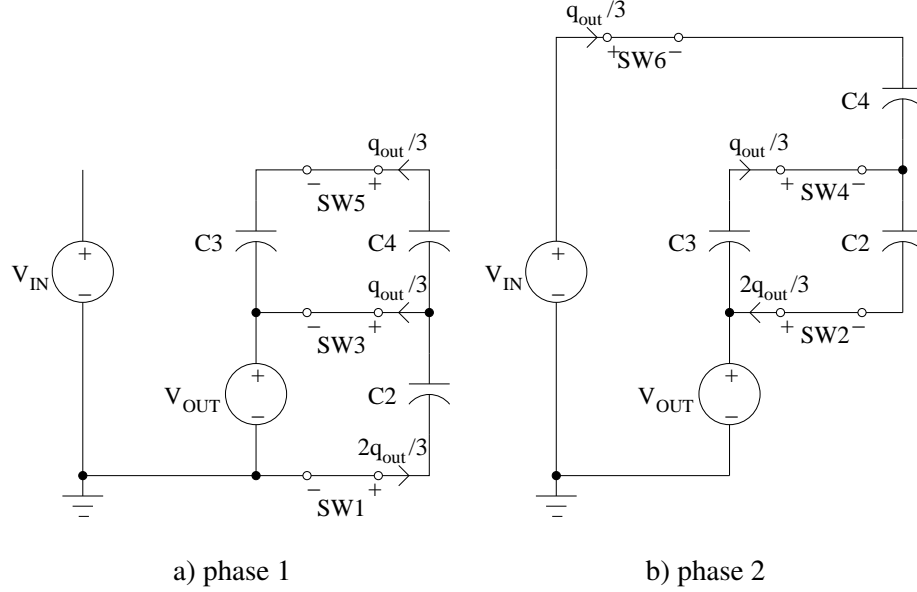 q_out/3
+ SW6 −
C4
q_out/3
− SW5 +
C3
C4
q_out/3
− SW3 +
V_IN
+
−
V_OUT
+
−
C2
2q_out/3
− SW1 +
q_out/3
+ SW4 −
C3
C2
V_IN
+
−
2q_out/3
+ SW2 −
V_OUT
+
−
a) phase 1
b) phase 2